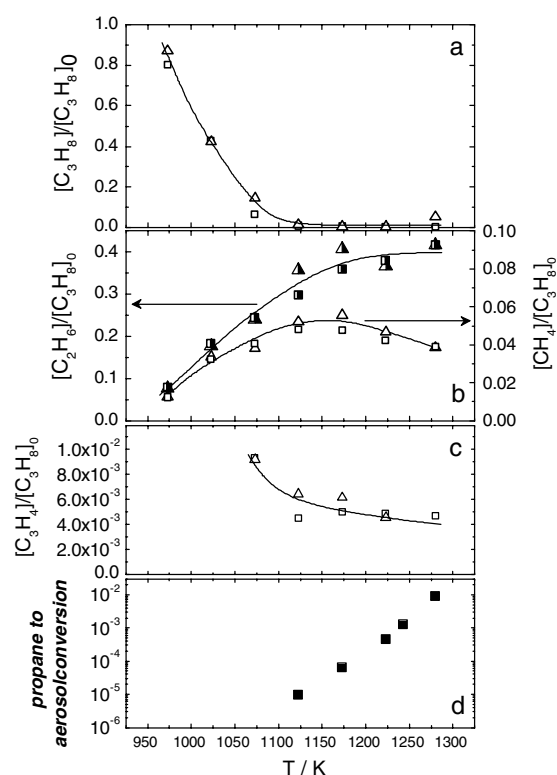 a
[C₃H₈]/[C₃H₈]0
1.0
0.8
0.6
0.4
0.2
0.0
b
[C₂H₆]/[C₃H₈]₀
0.4
0.3
0.2
0.1
0.0
[CH₄]/[C₃H₈]₀
0.10
0.08
0.06
0.04
0.02
0.00
c
[C₃H₄]/[C₃H₈]₀
1.0x10⁻²
8.0x10⁻³
6.0x10⁻³
4.0x10⁻³
2.0x10⁻³
0.0
d
propane to
aerosolconversion
10⁻²
10⁻³
10⁻⁴
10⁻⁵
10⁻⁶
950 1000 1050 1100 1150 1200 1250 1300
T / K